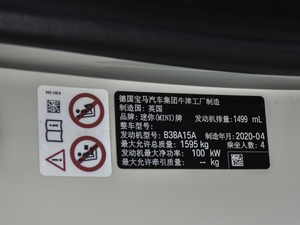 德国宝马汽车集团牛津工厂制造
制造国: 英国
品牌: 迷你(MINI)牌 发动机排量: 1499 mL
整车型号:
发动机型号: B38A15A 制造年月: 2020-04
最大允许总质量: 1595 kg 乘坐人数: 4
发动机最大净功率: 100 kW
最大允许牵引质量: — kg